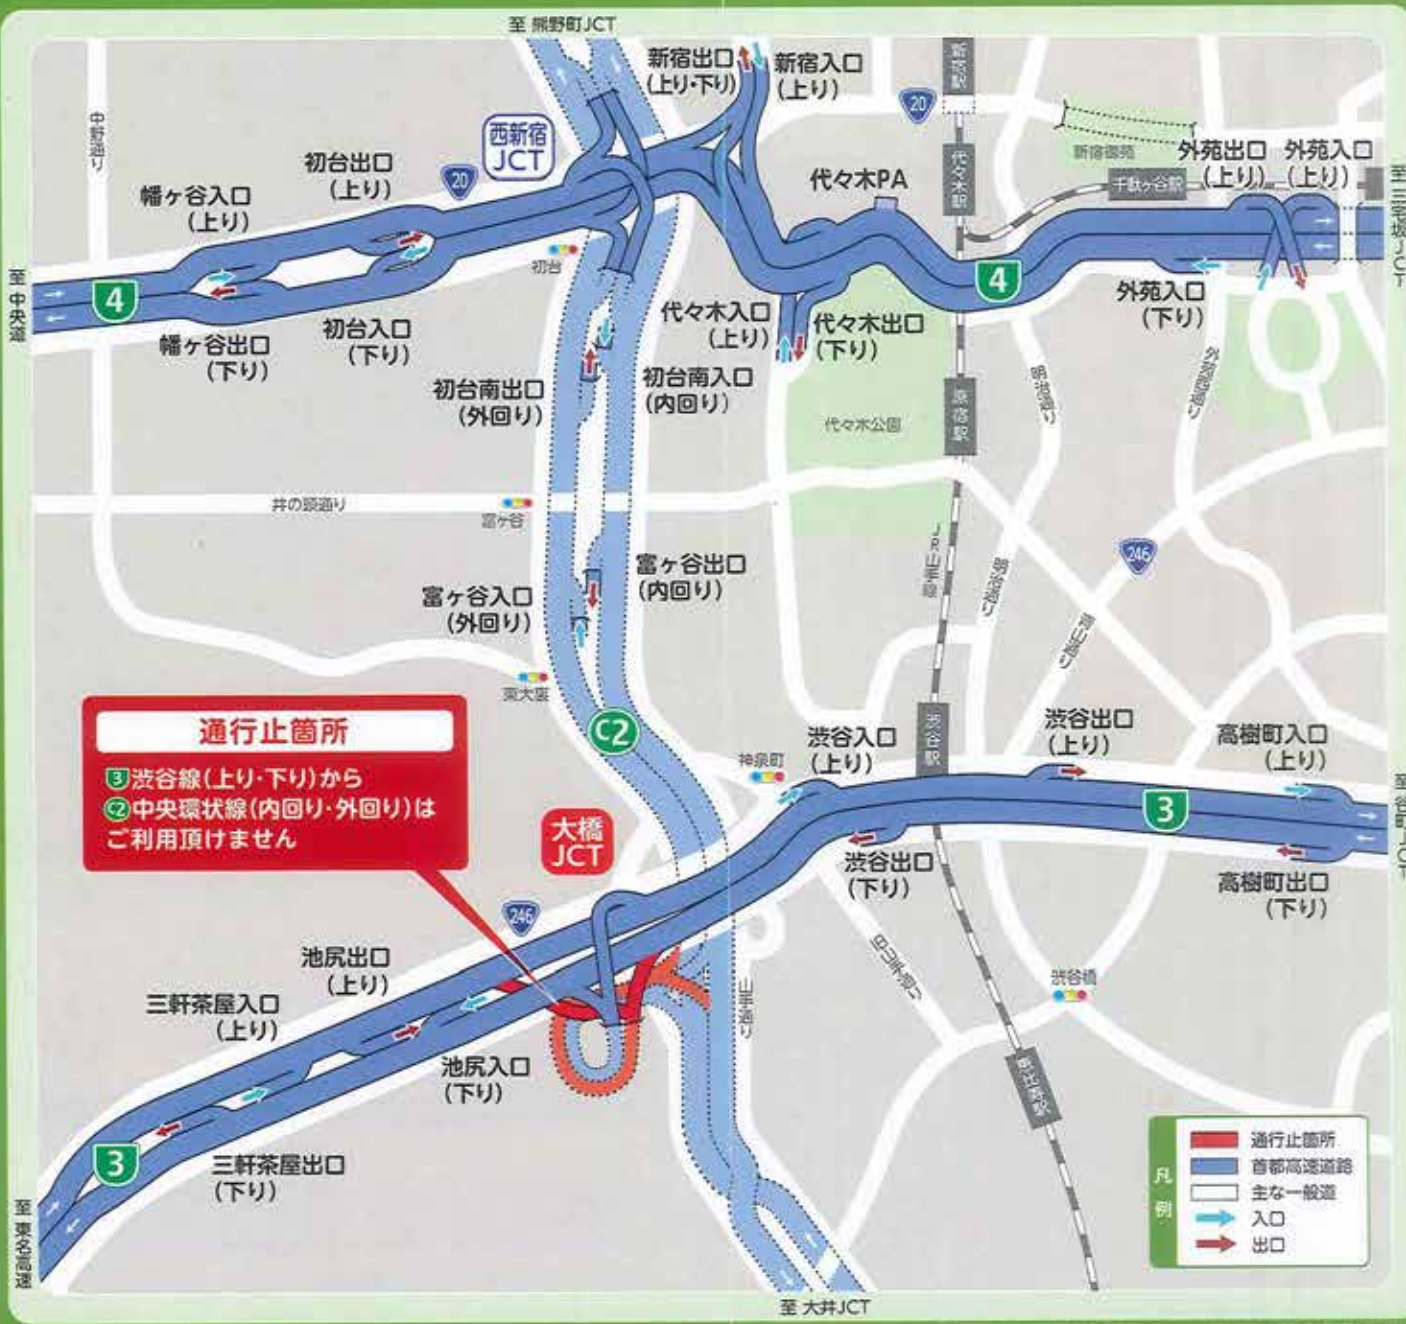 至 熊野町JCT
新宿出口
(上り・下り)
新宿入口
(上り)
新宿駅
20
中野通り
西新宿
JCT
初台出口
(上り)
20
代々木駅
新宿御苑
外苑出口
(上り)
外苑入口
(上り)
至 三宅坂JCT
幡ヶ谷入口
(上り)
代々木PA
千駄ヶ谷駅
初台
至 中央道
4
4
外苑入口
(下り)
幡ヶ谷出口
(下り)
初台入口
(下り)
代々木入口
(上り)
代々木出口
(下り)
初台南出口
(外回り)
初台南入口
(内回り)
明治通り
外苑西通り
原宿駅
代々木公園
井の頭通り
富ヶ谷
JR山手線
明治通り
246
富ヶ谷出口
(内回り)
富ヶ谷入口
(外回り)
青山通り
東大裏
通行止箇所
3渋谷線(上り・下り)から
C2中央環状線(内回り・外回り)は
ご利用頂けません
C2
神泉町
渋谷入口
(上り)
渋谷駅
渋谷出口
(上り)
高樹町入口
(上り)
至 谷町JCT
3
大橋
JCT
渋谷出口
(下り)
高樹町出口
(下り)
246
池尻出口
(上り)
旧山手通り
渋谷橋
三軒茶屋入口
(上り)
山手通り
池尻入口
(下り)
恵比寿駅
3
三軒茶屋出口
(下り)
至 東名高速
凡例
通行止箇所
首都高速道路
主な一般道
入口
出口
至 大井JCT